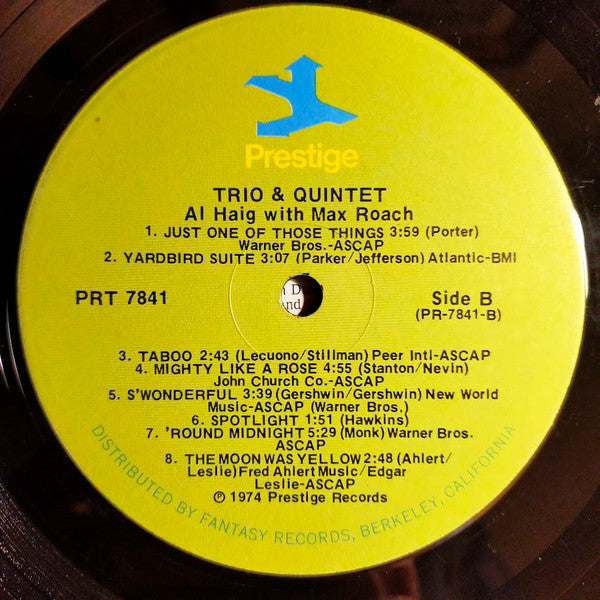 Prestige
TRIO & QUINTET
Al Haig with Max Roach
1. JUST ONE OF THOSE THINGS 3:59 (Porter)
Warner Bros.-ASCAP
2. YARDBIRD SUITE 3:07 (Parker/Jefferson) Atlantic-BMI
PRT 7841
Side B
(PR-7841-B)
3. TABOO 2:43 (Lecuono/Stillman) Peer Intl-ASCAP
4. MIGHTY LIKE A ROSE 4:55 (Stanton/Nevin)
John Church Co.-ASCAP
5. S'WONDERFUL 3:39 (Gershwin/Gershwin) New World
Music-ASCAP (Warner Bros.)
6. SPOTLIGHT 1:51 (Hawkins)
7. 'ROUND MIDNIGHT 5:29 (Monk) Warner Bros.
ASCAP
8. THE MOON WAS YELLOW 2:48 (Ahlert/
Leslie) Fred Ahlert Music/Edgar
Leslie-ASCAP
℗ 1974 Prestige Records
DISTRIBUTED BY FANTASY RECORDS, BERKELEY, CALIFORNIA